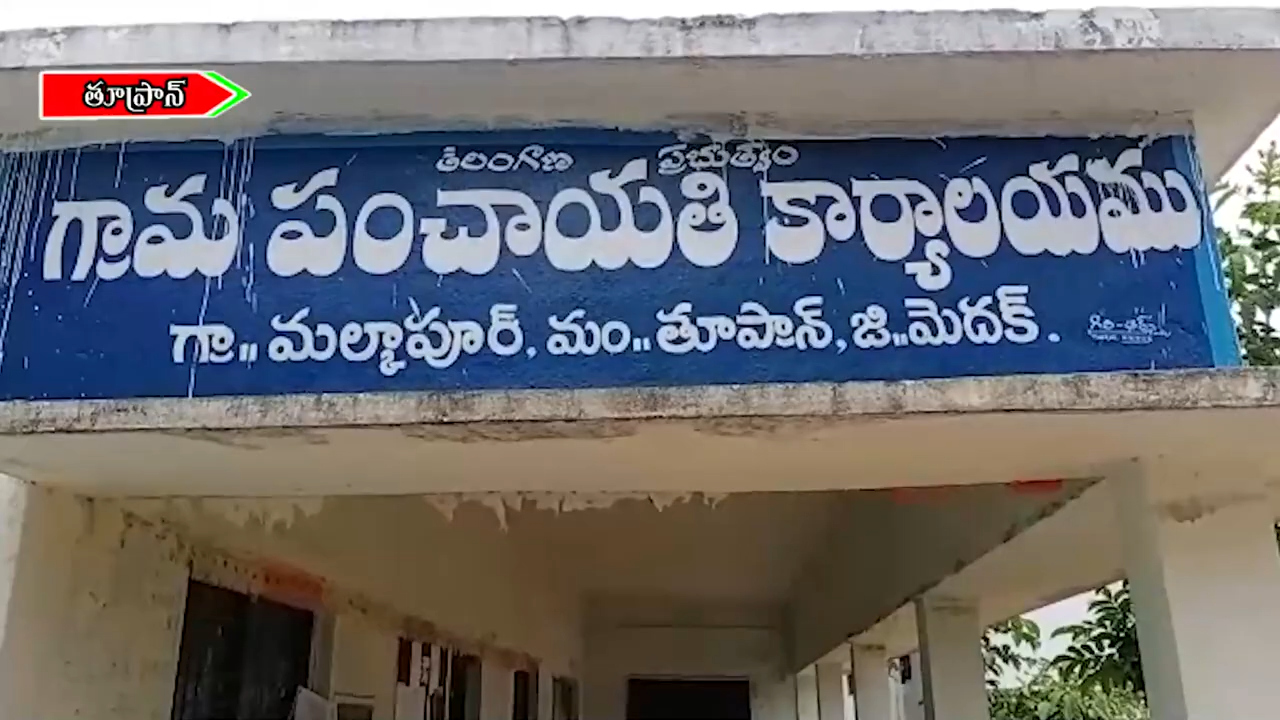 తూప్రాన్
తెలంగాణ ప్రభుత్వం
గ్రామ పంచాయతి కార్యాలయము
గ్రా,, మల్కాపూర్, మం.. తూప్రాన్, జి.. మెదక్.